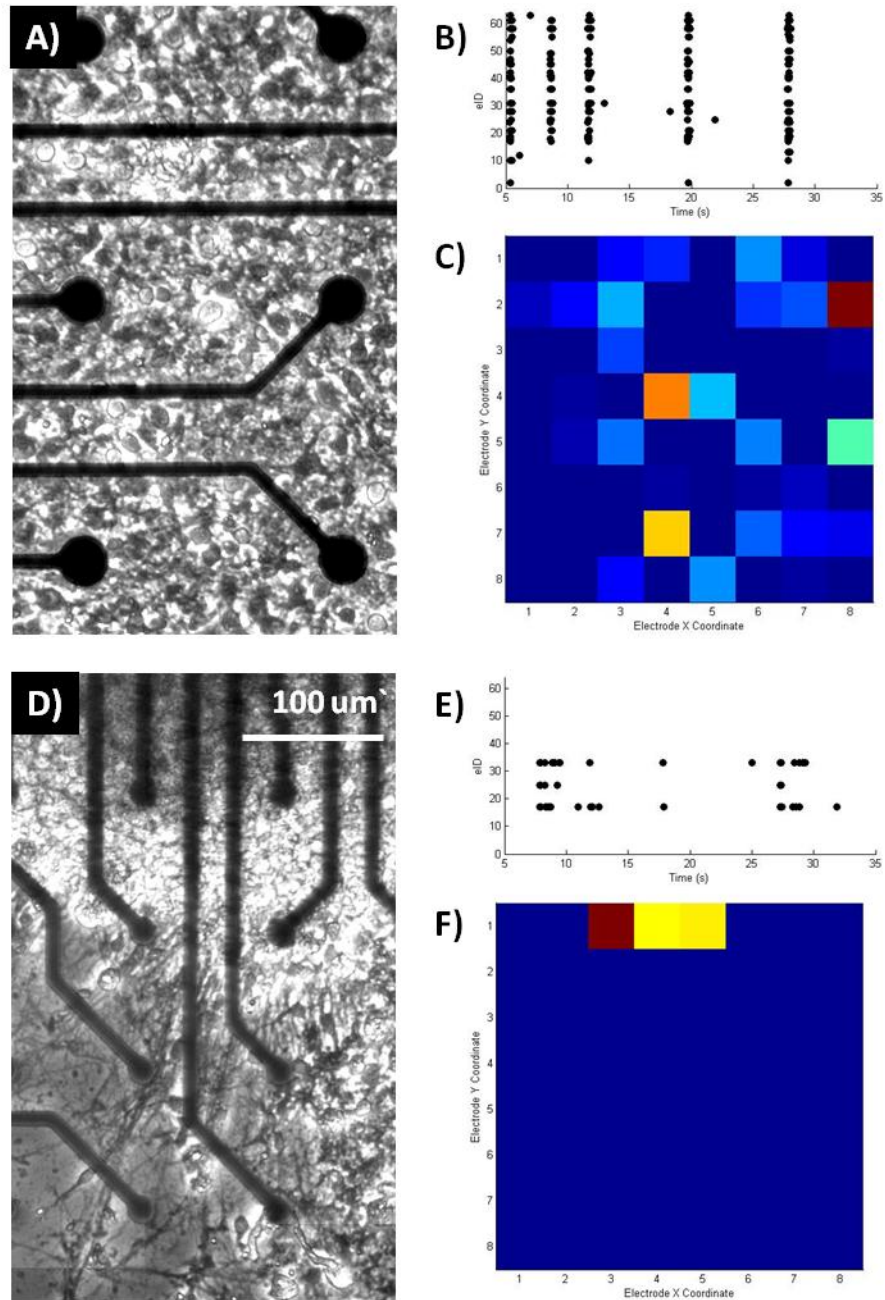 A)
B)
60
50
40
30
20
10
0
eID
5 10 15 20 25 30 35
Time (s)
C)
1
2
3
4
5
6
7
8
Electrode Y Coordinate
1 2 3 4 5 6 7 8
Electrode X Coordinate
D)
100 um`
E)
60
50
40
30
20
10
0
eID
5 10 15 20 25 30 35
Time (s)
F)
1
2
3
4
5
6
7
8
Electrode Y Coordinate
1 2 3 4 5 6 7 8
Electrode X Coordinate